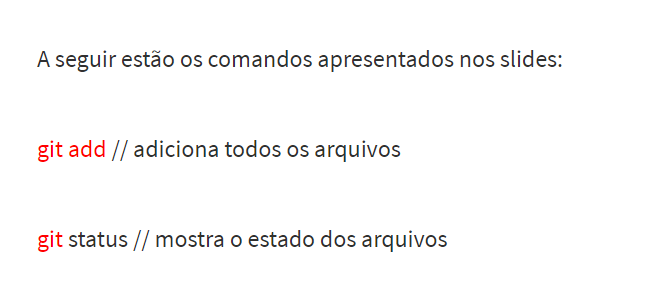 A seguir estão os comandos apresentados nos slides:
git add // adiciona todos os arquivos
git status // mostra o estado dos arquivos